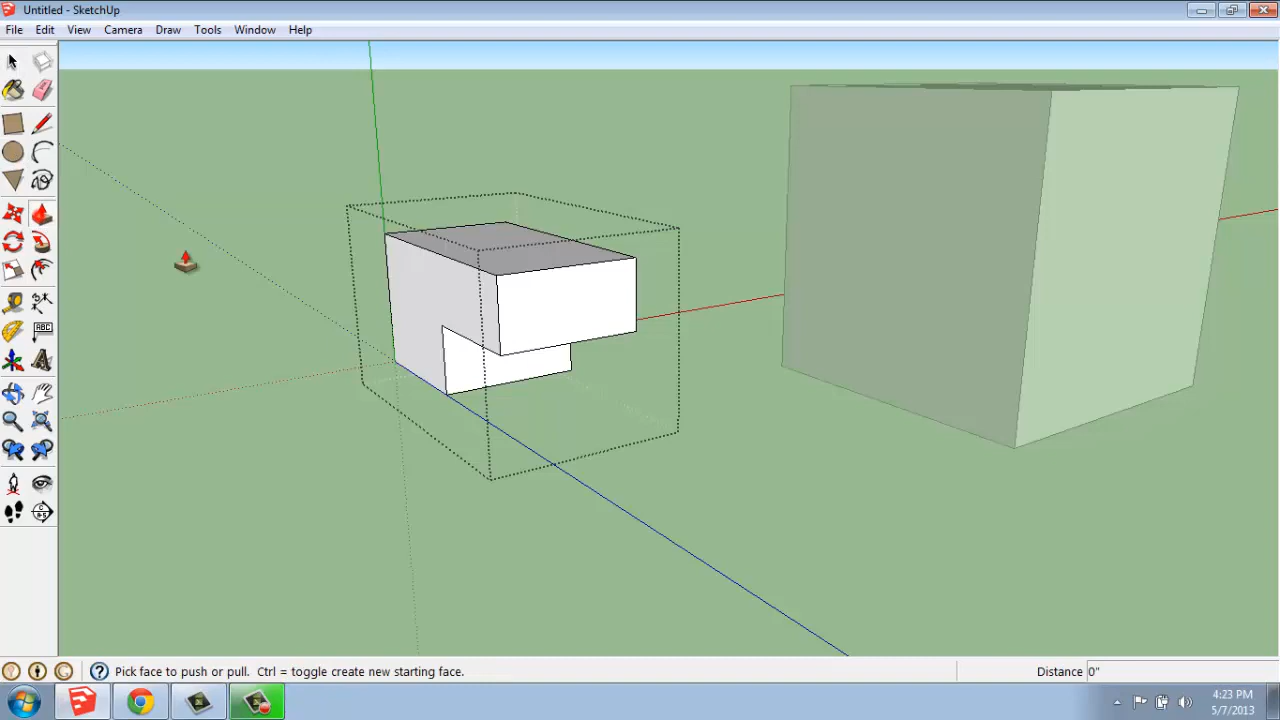 Untitled - SketchUp
File Edit View Camera Draw Tools Window Help
ABC
A
Pick face to push or pull. Ctrl = toggle create new starting face.
Distance 0"
4:23 PM
5/7/2013